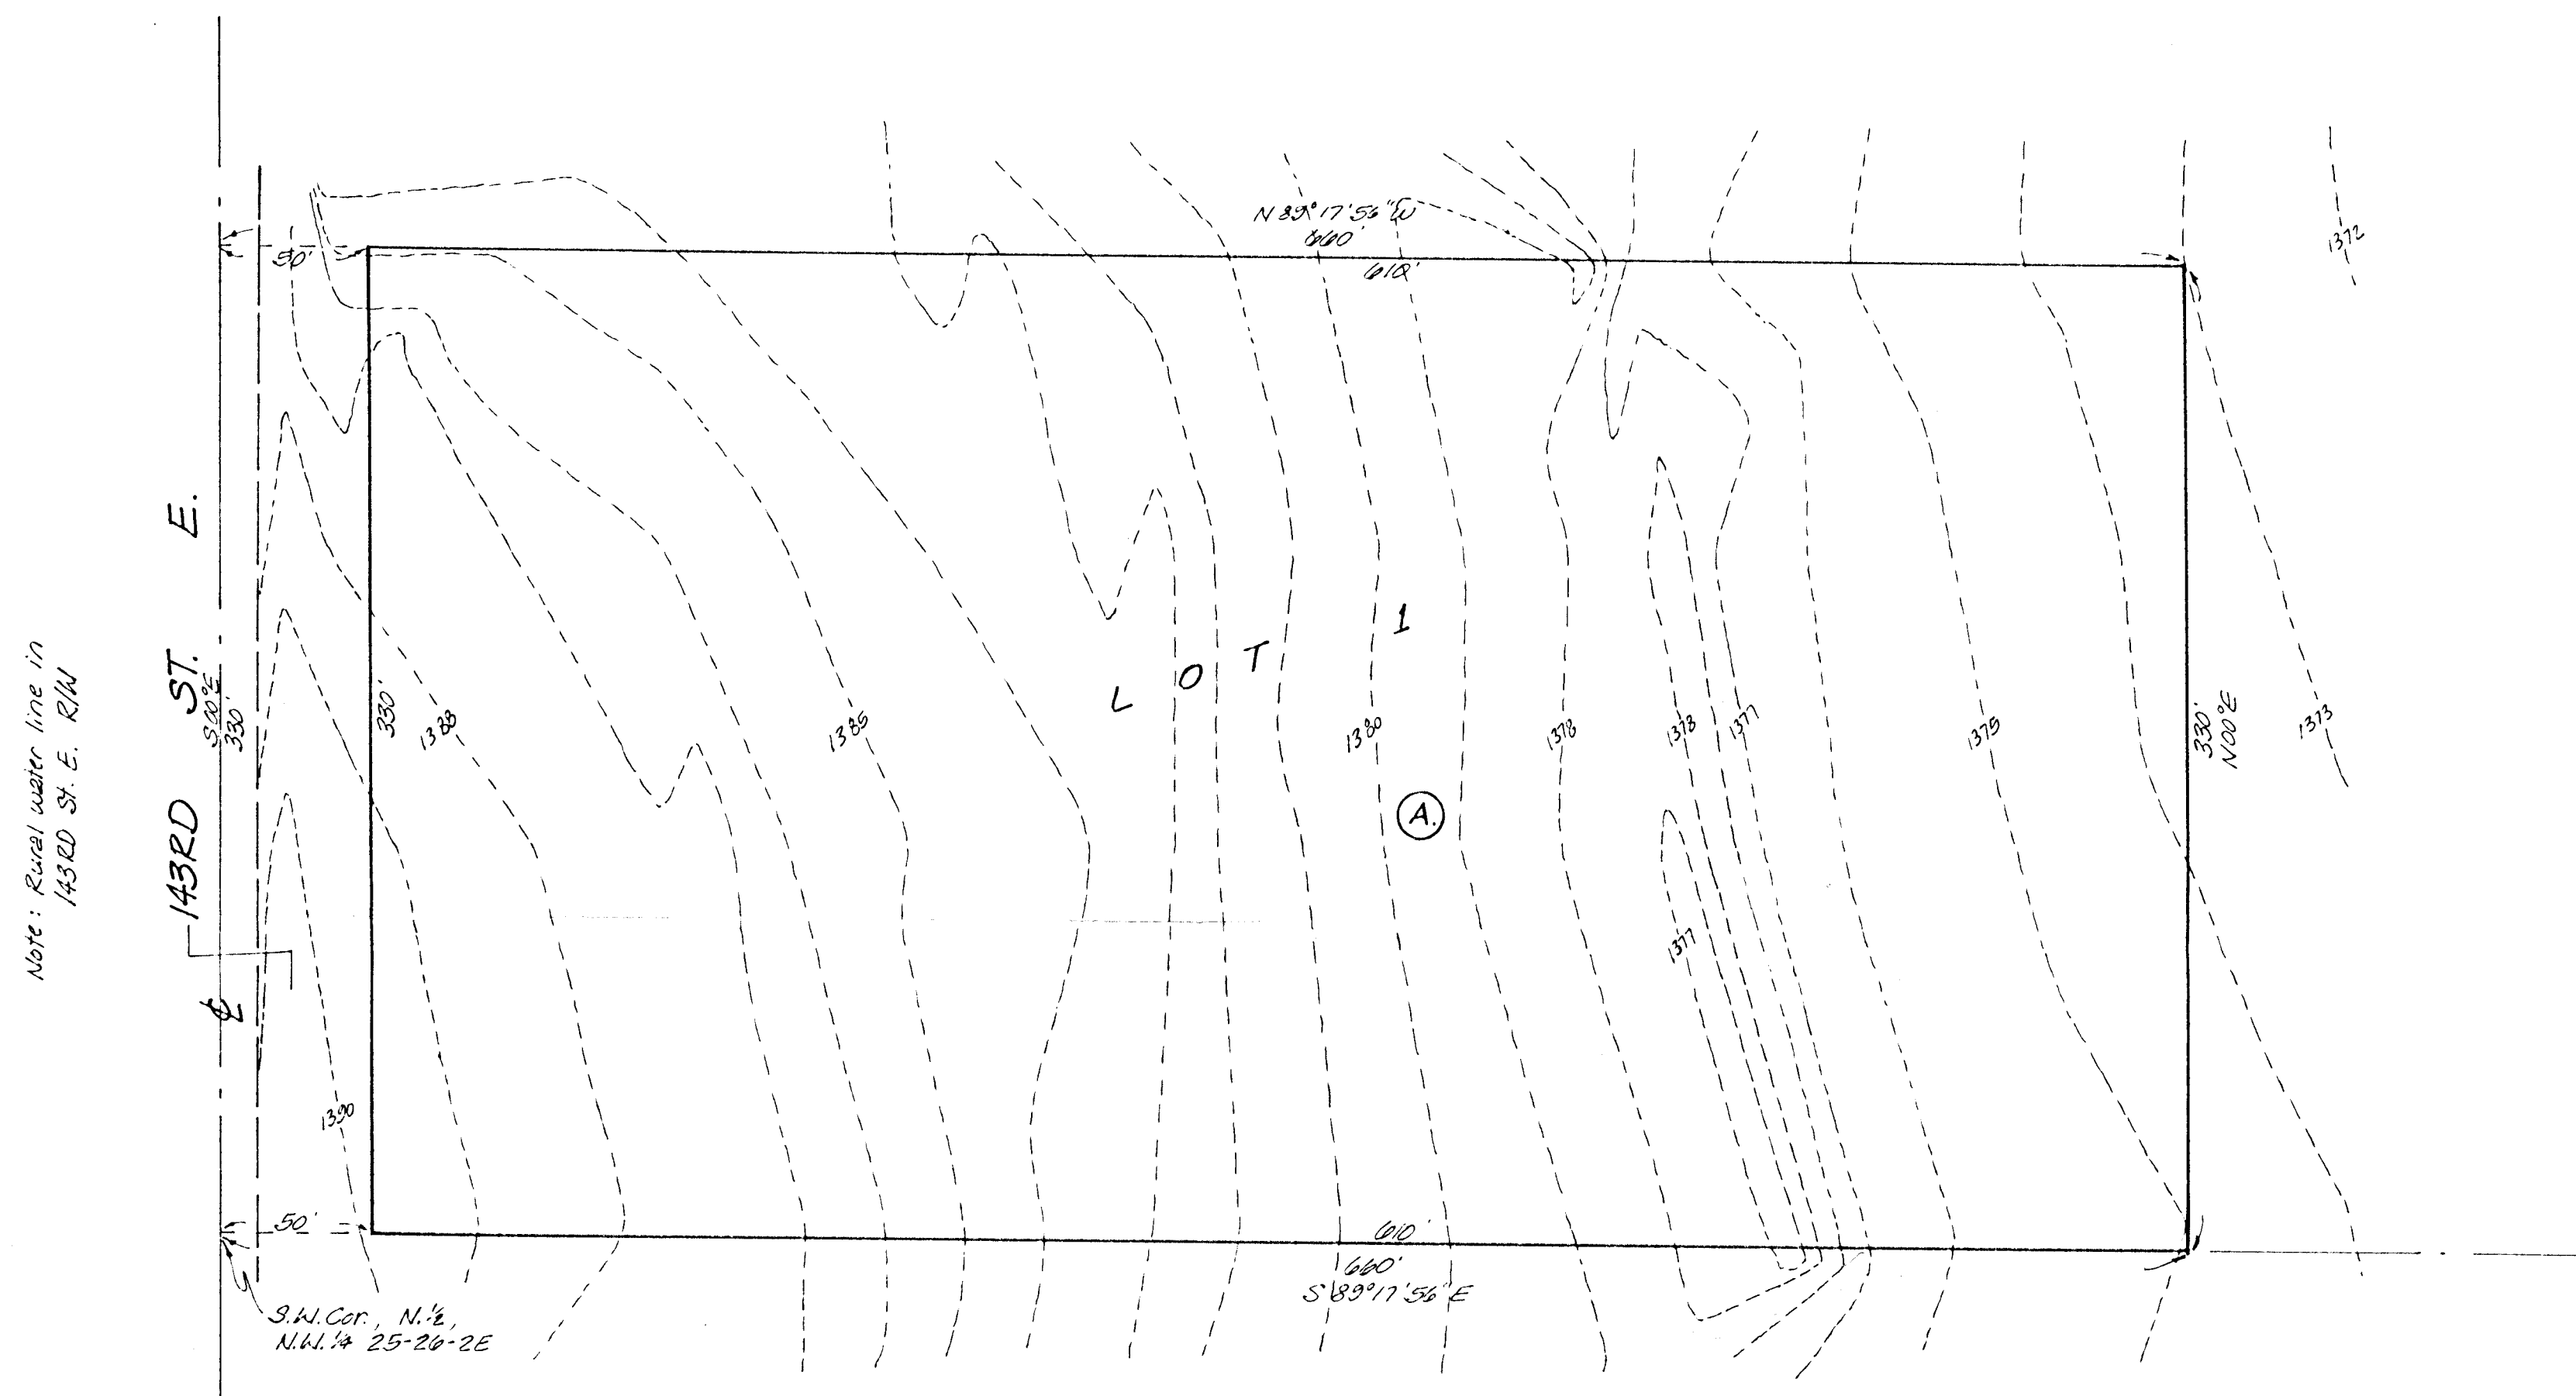 N 89°17'56" W
660'
610'
50'
1372
143RD ST. E.
S 00° E
330'
330'
Note: Rural water line in
143RD St. E. R/W
L O T 1
A.
1388
1385
1380
1378
1378
1377
1375
330'
N 00° E
1373
1377
1390
℄
50'
610'
660'
S 89°17'56" E
S.W. Cor., N. ½,
N.W. ¼ 25-26-2E